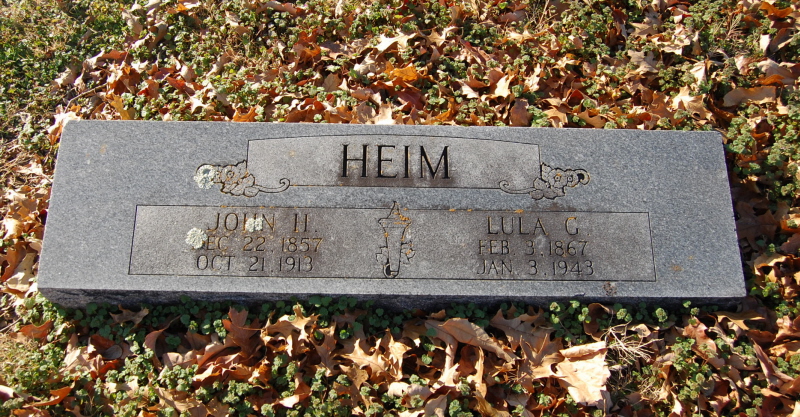 HEIM
JOHN H.
DEC 22, 1857
OCT 21, 1913
LULA G.
FEB 3, 1867
JAN. 3, 1943